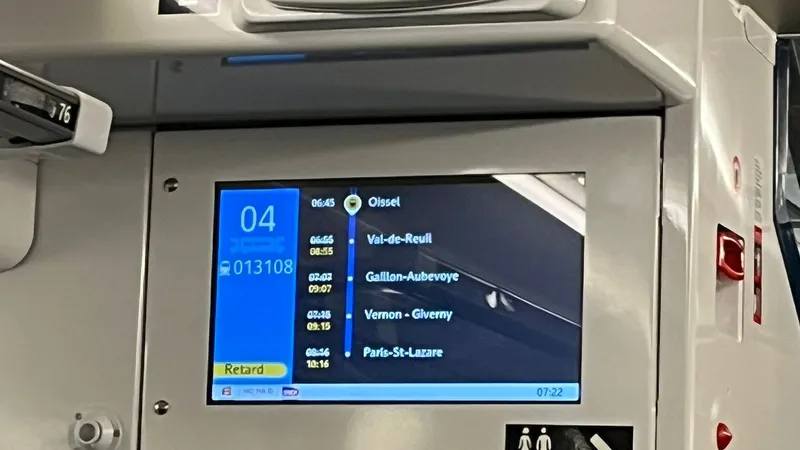 76
04
013108
Retard
06:45 Oissel
06:55
08:55 Val-de-Reuil
07:07
09:07 Gaillon-Aubevoye
07:15
09:15 Vernon - Giverny
08:16
10:16 Paris-St-Lazare
07:22